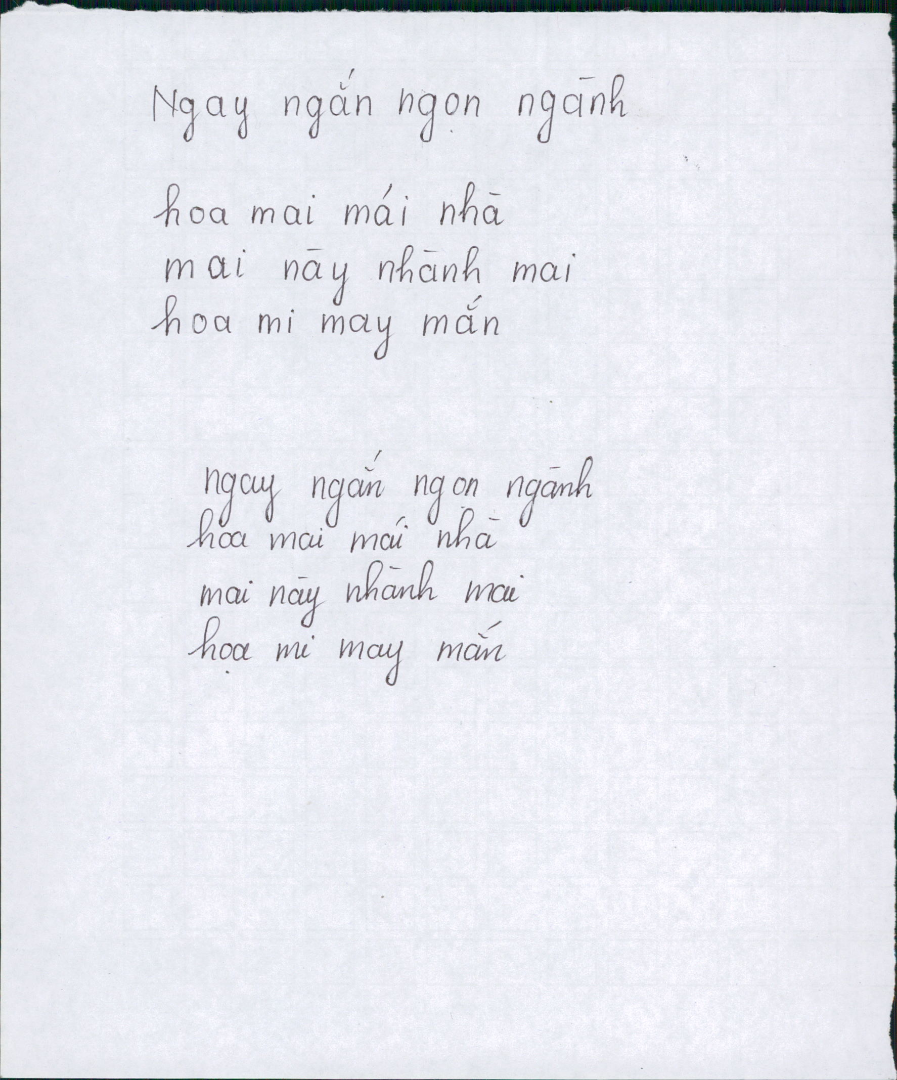 Ngay ngắn ngọn ngành
hoa mai mái nhà
mai này nhành mai
hoa mi may mắn
ngay ngắn ngọn ngành
hoa mai mái nhà
mai này nhành mai
họa mi may mắn